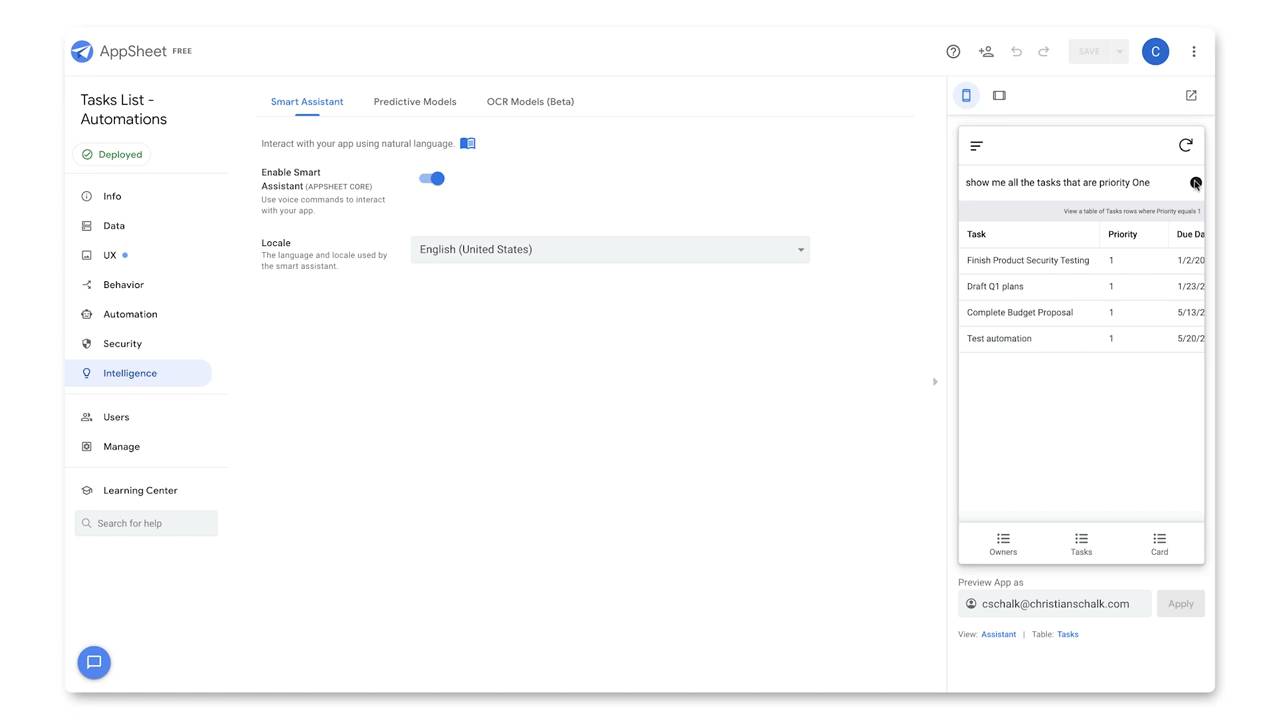 AppSheet FREE
SAVE
C
Tasks List -
Automations
Deployed
Info
Data
UX
Behavior
Automation
Security
Intelligence
Users
Manage
Learning Center
Search for help
Smart Assistant
Predictive Models
OCR Models (Beta)
Interact with your app using natural language.
Enable Smart
Assistant (APPSHEET CORE)
Use voice commands to interact
with your app.
Locale
The language and locale used by
the smart assistant.
English (United States)
show me all the tasks that are priority One
View a table of Tasks rows where Priority equals 1
Task Priority Due Da
Finish Product Security Testing 1 1/2/20
Draft Q1 plans 1 1/23/2
Complete Budget Proposal 1 5/13/2
Test automation 1 5/20/2
Owners Tasks Card
Preview App as
cschalk@christianschalk.com Apply
View: Assistant | Table: Tasks